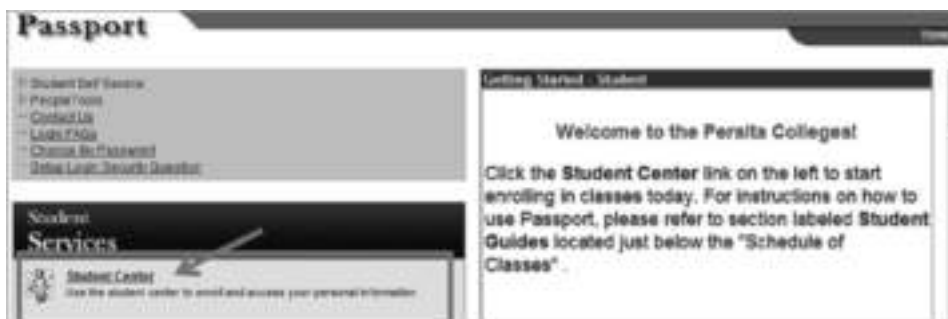 Passport
Home
Student Self Service
PeopleTools
Contact Us
Login FAQs
Change My Password
Setup Login Security Question
Student
Services
Student Center
Use the student center to enroll and access your personal information
Getting Started - Student
Welcome to the Peralta Colleges!
Click the Student Center link on the left to start
enrolling in classes today. For instructions on how to
use Passport, please refer to section labeled Student
Guides located just below the "Schedule of
Classes" .